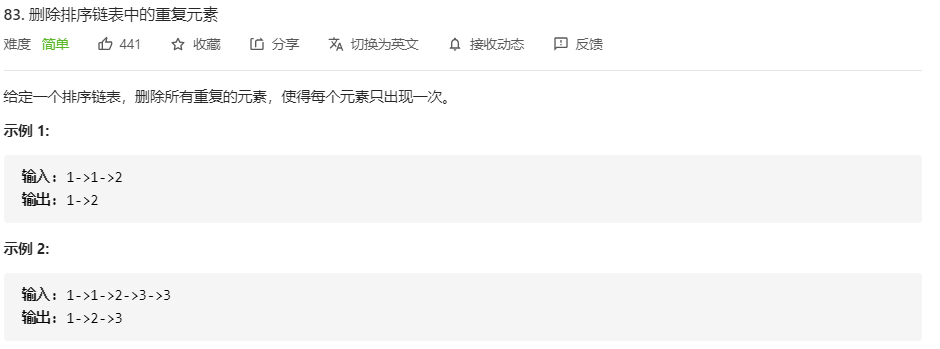 83. 删除排序链表中的重复元素
难度 简单 441 收藏 分享 切换为英文 接收动态 反馈
给定一个排序链表，删除所有重复的元素，使得每个元素只出现一次。
示例 1:
输入: 1->1->2
输出: 1->2
示例 2:
输入: 1->1->2->3->3
输出: 1->2->3